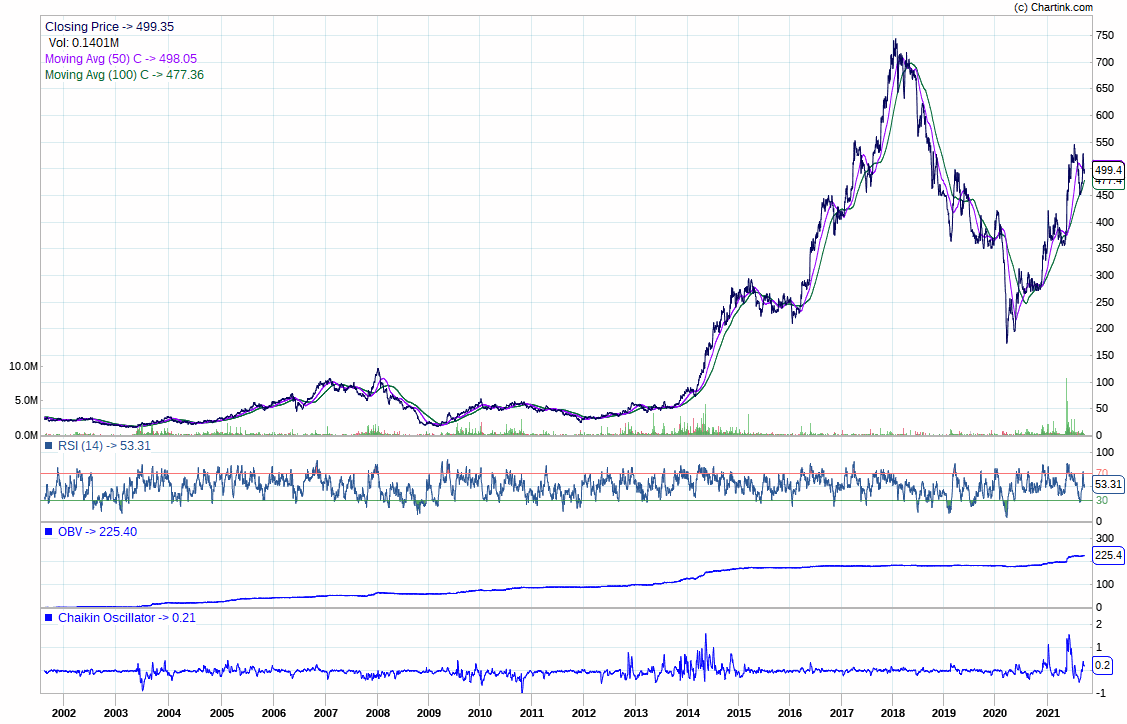 (c) Chartink.com
Closing Price -> 499.35
Vol: 0.1401M
Moving Avg (50) C -> 498.05
Moving Avg (100) C -> 477.36
750
700
650
600
550
499.4
477.4
450
400
350
300
250
200
150
100
50
0
10.0M
5.0M
0.0M
RSI (14) -> 53.31
100
70
53.31
30
0
OBV -> 225.40
300
225.4
100
0
Chaikin Oscillator -> 0.21
2
1
0.2
-1
2002 2003 2004 2005 2006 2007 2008 2009 2010 2011 2012 2013 2014 2015 2016 2017 2018 2019 2020 2021